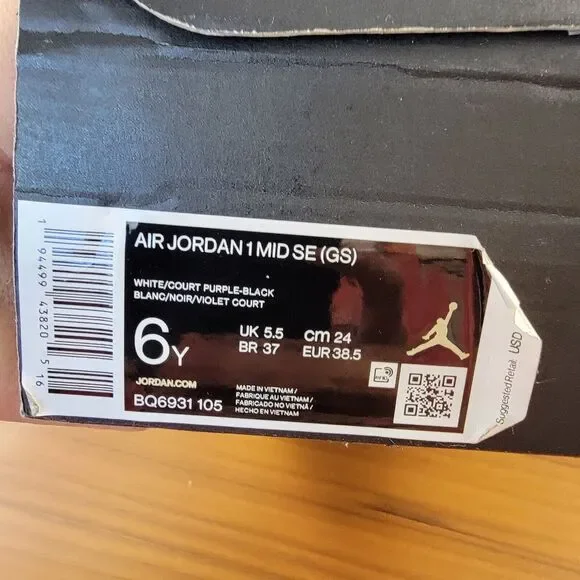 AIR JORDAN 1 MID SE (GS)
WHITE/COURT PURPLE-BLACK
BLANC/NOIR/VIOLET COURT
6Y
UK 5.5 cm 24
BR 37 EUR 38.5
JORDAN.COM
BQ6931 105
MADE IN VIETNAM /
FABRIQUE AU VIETNAM /
FABRICADO NO VIETNÃ /
HECHO EN VIETNAM
1 94499 43820 5 16
Suggested Retail: USD